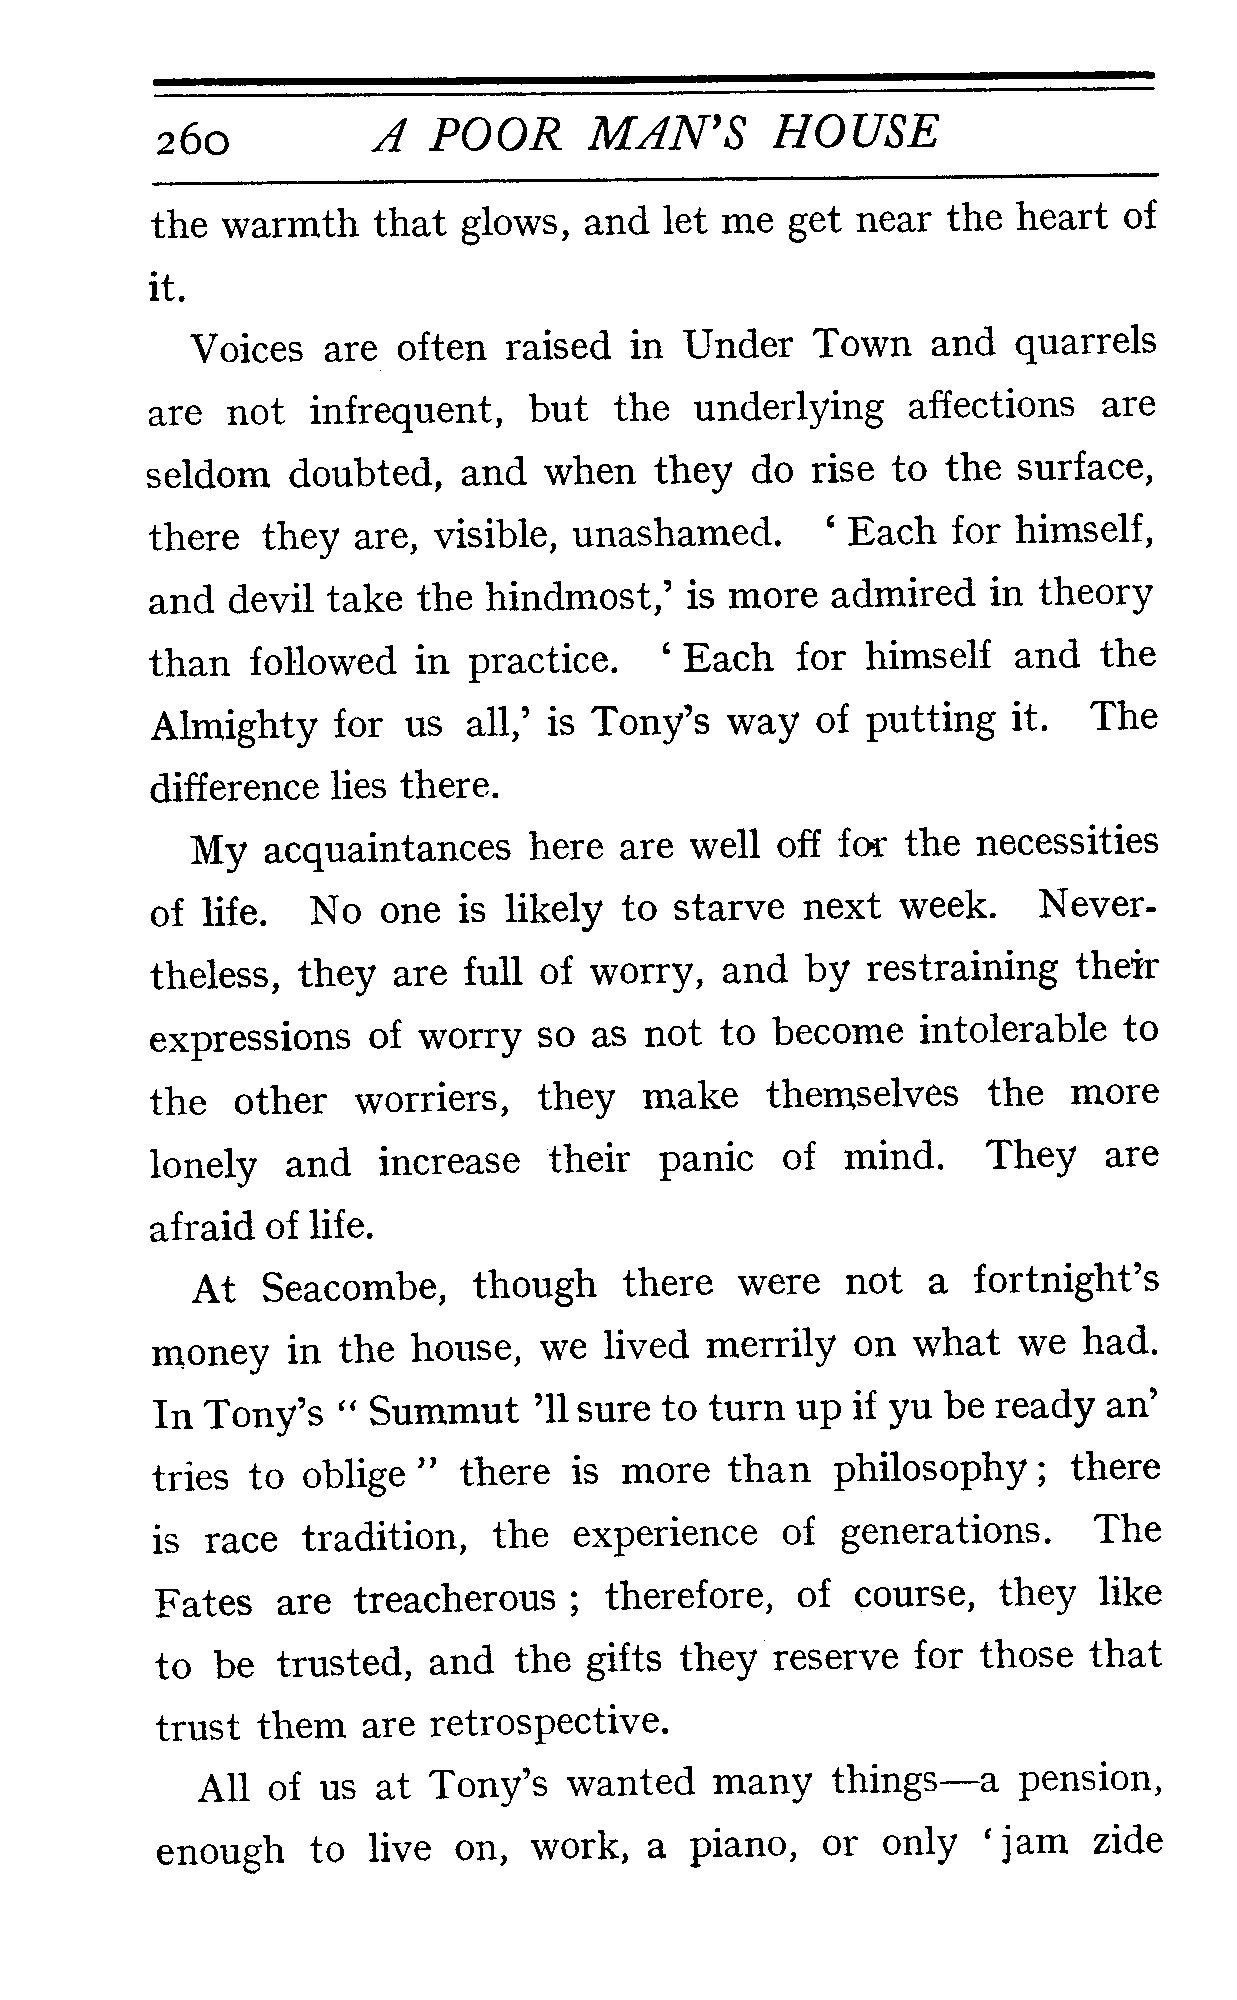 260 A POOR MAN'S HOUSE
the warmth that glows, and let me get near the heart of
it.
Voices are often raised in Under Town and quarrels
are not infrequent, but the underlying affections are
seldom doubted, and when they do rise to the surface,
there they are, visible, unashamed. ‘ Each for himself,
and devil take the hindmost,’ is more admired in theory
than followed in practice. ‘ Each for himself and the
Almighty for us all,’ is Tony's way of putting it. The
difference lies there.
My acquaintances here are well off for the necessities
of life. No one is likely to starve next week. Never-
theless, they are full of worry, and by restraining their
expressions of worry so as not to become intolerable to
the other worriers, they make themselves the more
lonely and increase their panic of mind. They are
afraid of life.
At Seacombe, though there were not a fortnight's
money in the house, we lived merrily on what we had.
In Tony's “ Summut 'll sure to turn up if yu be ready an'
tries to oblige ” there is more than philosophy ; there
is race tradition, the experience of generations. The
Fates are treacherous ; therefore, of course, they like
to be trusted, and the gifts they reserve for those that
trust them are retrospective.
All of us at Tony's wanted many things—a pension,
enough to live on, work, a piano, or only ‘jam zide